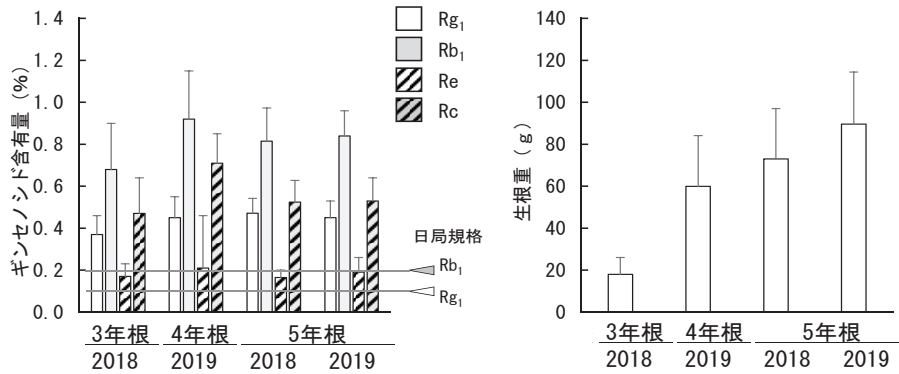 ギンセノシド含有量 (%)
1.4
1.2
1.0
0.8
0.6
0.4
0.2
0.0
Rg1
Rb1
Re
Rc
日局規格
Rb1
Rg1
3年根 4年根 5年根
2018 2019 2018 2019
生根重 (g)
140
120
100
80
60
40
20
0
3年根 4年根 5年根
2018 2019 2018 2019